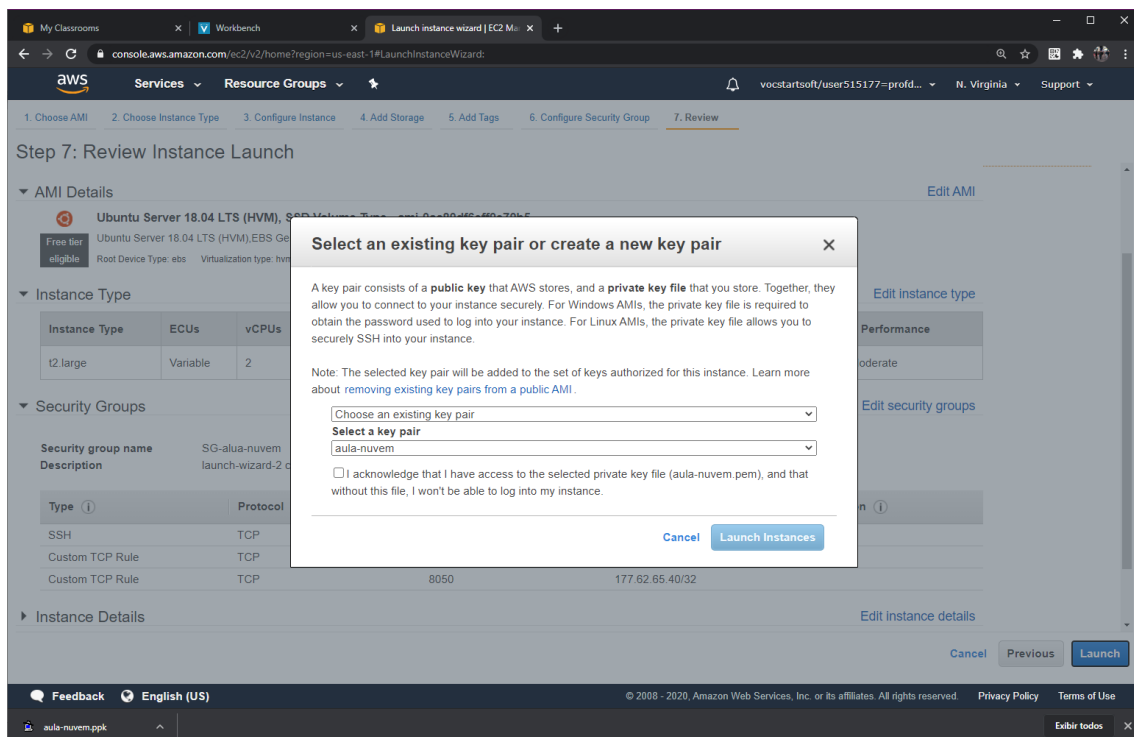 My Classrooms
Workbench
Launch instance wizard | EC2 Ma
console.aws.amazon.com/ec2/v2/home?region=us-east-1#LaunchInstanceWizard:
aws Services Resource Groups vocstartsoft/user515177=profd... N. Virginia Support
1. Choose AMI 2. Choose Instance Type 3. Configure Instance 4. Add Storage 5. Add Tags 6. Configure Security Group 7. Review
Step 7: Review Instance Launch
AMI Details Edit AMI
Ubuntu Server 18.04 LTS (HVM),
Free tier eligible
Ubuntu Server 18.04 LTS (HVM),EBS Ge
Root Device Type: ebs Virtualization type: hvm
Instance Type Edit instance type
Instance Type ECUs vCPUs Performance
t2.large Variable 2 oderate
Security Groups Edit security groups
Security group name SG-alua-nuvem
Description launch-wizard-2 c
Type Protocol n
SSH TCP
Custom TCP Rule TCP
Custom TCP Rule TCP 8050 177.62.65.40/32
Instance Details Edit instance details
Select an existing key pair or create a new key pair
A key pair consists of a public key that AWS stores, and a private key file that you store. Together, they
allow you to connect to your instance securely. For Windows AMIs, the private key file is required to
obtain the password used to log into your instance. For Linux AMIs, the private key file allows you to
securely SSH into your instance.
Note: The selected key pair will be added to the set of keys authorized for this instance. Learn more
about removing existing key pairs from a public AMI .
Choose an existing key pair
Select a key pair
aula-nuvem
I acknowledge that I have access to the selected private key file (aula-nuvem.pem), and that
without this file, I won't be able to log into my instance.
Cancel Launch Instances
Cancel Previous Launch
Feedback English (US) © 2008 - 2020, Amazon Web Services, Inc. or its affiliates. All rights reserved. Privacy Policy Terms of Use
aula-nuvem.ppk Exibir todos